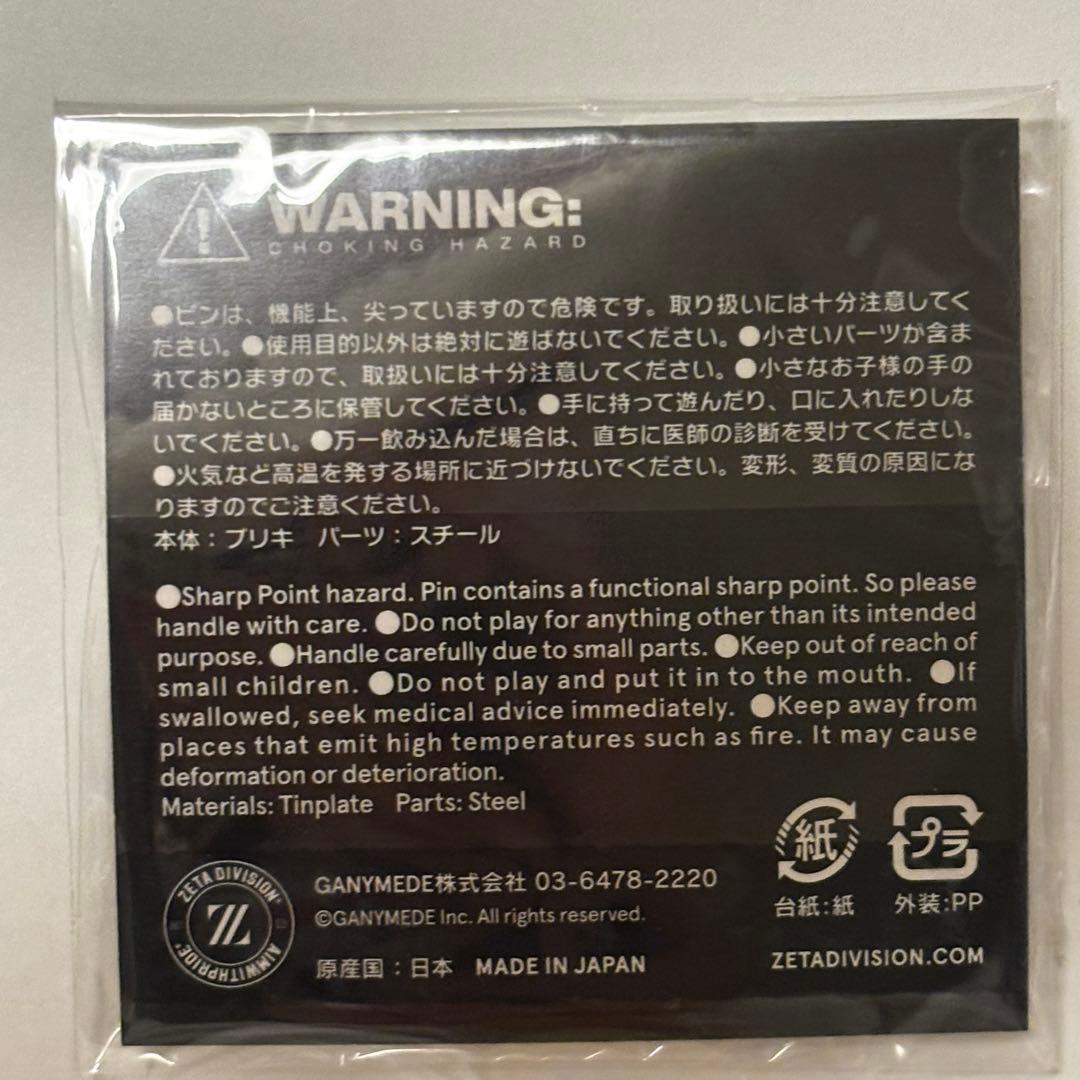 WARNING:
CHOKING HAZARD
●ピンは、機能上、尖っていますので危険です。取り扱いには十分注意してく
ださい。●使用目的以外は絶対に遊ばないでください。●小さいパーツが含ま
れておりますので、取扱いには十分注意してください。●小さなお子様の手の
届かないところに保管してください。●手に持って遊んだり、口に入れたりしな
いでください。●万一飲み込んだ場合は、直ちに医師の診断を受けてください。
●火気など高温を発する場所に近づけないでください。変形、変質の原因にな
りますのでご注意ください。
本体：ブリキ パーツ：スチール
●Sharp Point hazard. Pin contains a functional sharp point. So please
handle with care. ●Do not play for anything other than its intended
purpose. ●Handle carefully due to small parts. ●Keep out of reach of
small children. ●Do not play and put it in to the mouth. ●If
swallowed, seek medical advice immediately. ●Keep away from
places that emit high temperatures such as fire. It may cause
deformation or deterioration.
Materials: Tinplate Parts: Steel
紙
プラ
台紙:紙 外装:PP
ZETA DIVISION
Z
AIMWITHPRIDE
GANYMEDE株式会社 03-6478-2220
©GANYMEDE Inc. All rights reserved.
原産国：日本 MADE IN JAPAN
ZETADIVISION.COM